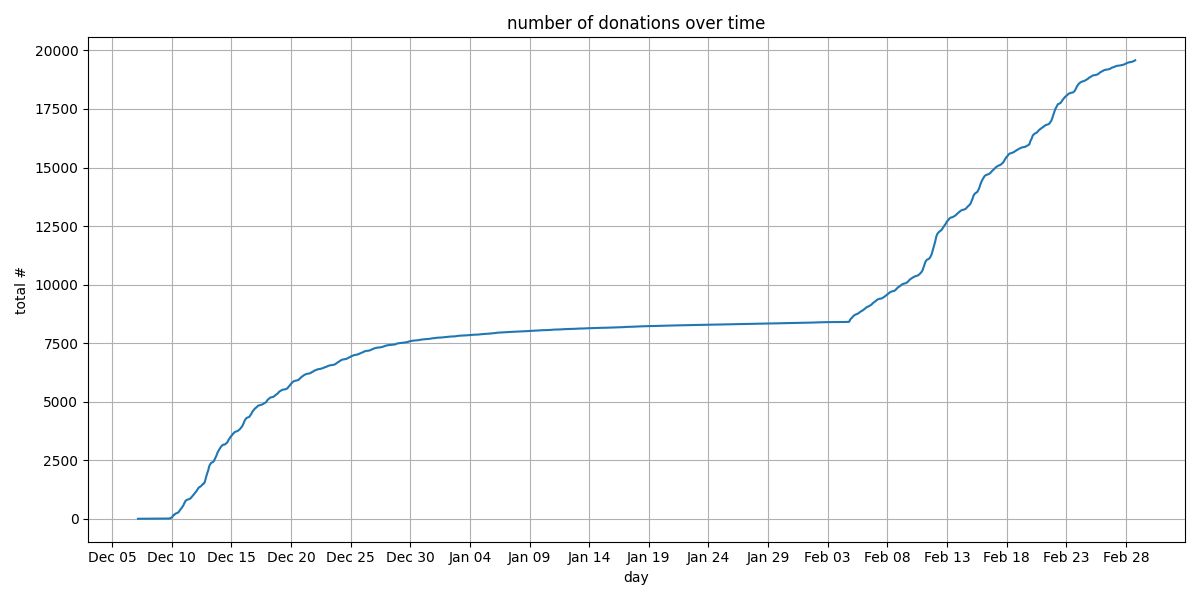 number of donations over time
total #
20000
17500
15000
12500
10000
7500
5000
2500
0
Dec 05 Dec 10 Dec 15 Dec 20 Dec 25 Dec 30 Jan 04 Jan 09 Jan 14 Jan 19 Jan 24 Jan 29 Feb 03 Feb 08 Feb 13 Feb 18 Feb 23 Feb 28
day